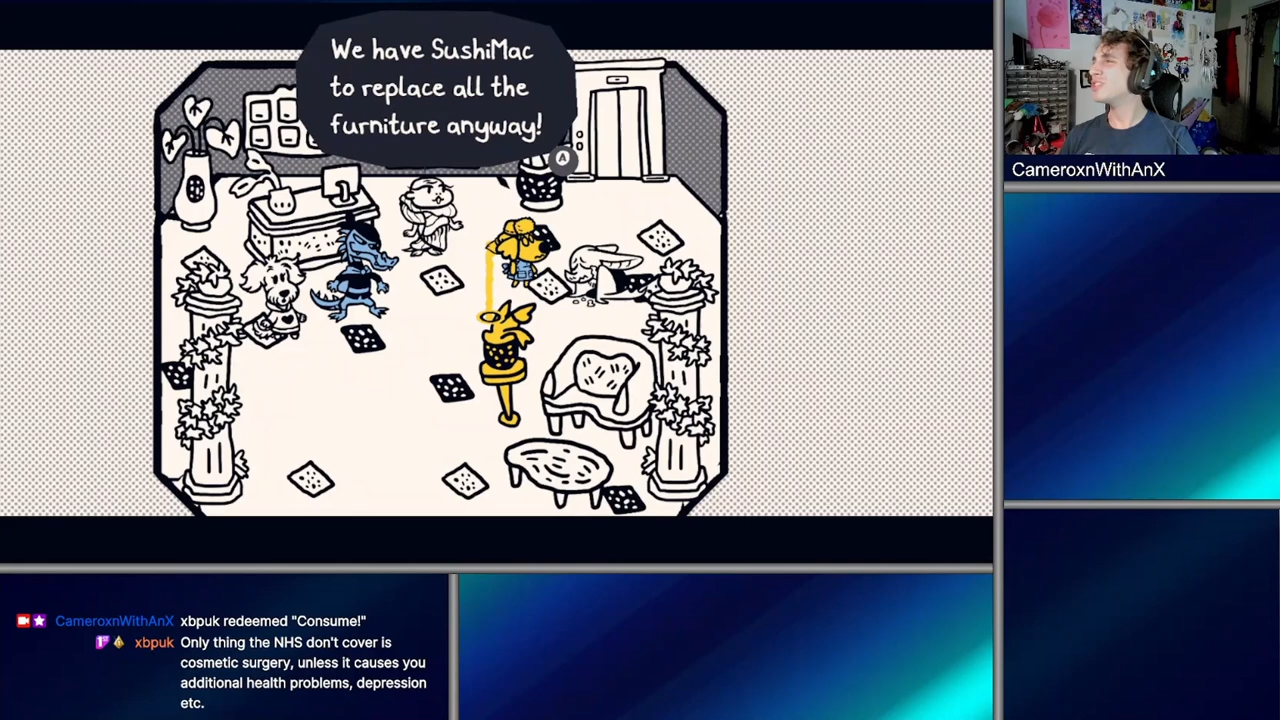 We have SushiMac
to replace all the
furniture anyway!
A
CameroxnWithAnX
CameroxnWithAnX xbpuk redeemed "Consume!"
xbpuk Only thing the NHS don't cover is
cosmetic surgery, unless it causes you
additional health problems, depression
etc.